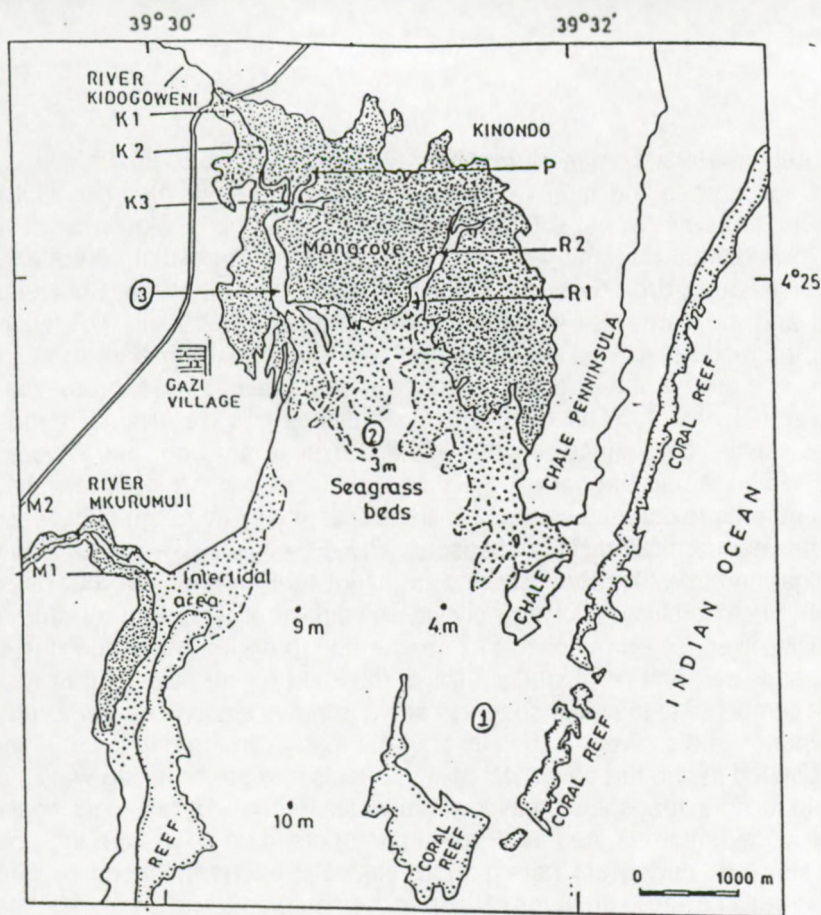 39°30'
39°32'
RIVER
KIDOGOWENI
K1
K2
K3
KINONDO
P
Mangrove
R2
R1
3
4°25
GAZI
VILLAGE
2
3m
Seagrass
beds
CHALE PENNINSULA
CORAL REEF
M2
RIVER
MKURUMUJI
M1
Intertidal
area
CHALE
INDIAN OCEAN
9 m
4 m
1
CORAL REEF
10 m
REEF
CORAL
REEF
0 1000 m